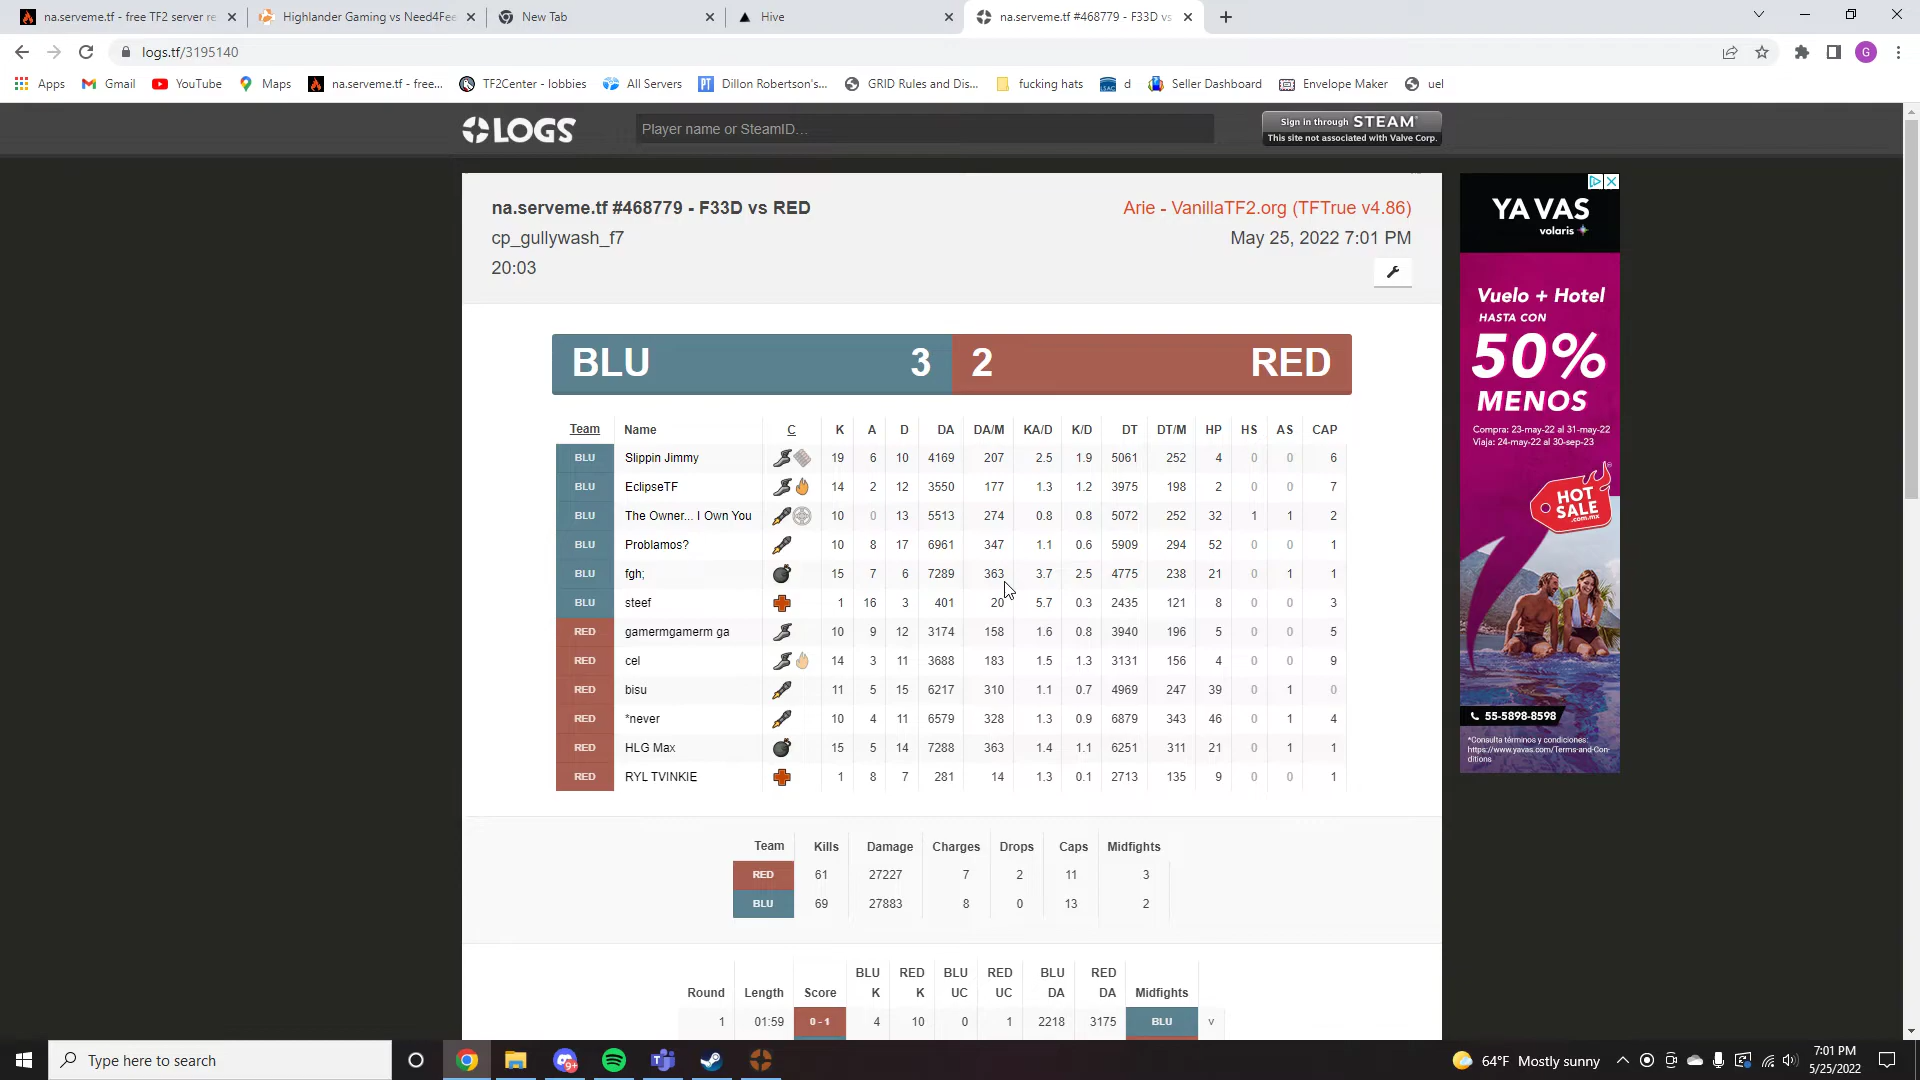 na.serveme.tf - free TF2 server re
Highlander Gaming vs Need4Fee
New Tab
Hive
na.serveme.tf #468779 - F33D vs
logs.tf/3195140
G
Apps
Gmail
YouTube
Maps
na.serveme.tf - free...
TF2Center - lobbies
All Servers
PT
Dillon Robertson's...
GRID Rules and Dis...
fucking hats
LSAC
d
Seller Dashboard
Envelope Maker
uel
LOGS
Player name or SteamID...
Sign in through STEAM
This site not associated with Valve Corp.
na.serveme.tf #468779 - F33D vs RED
Arie - VanillaTF2.org (TFTrue v4.86)
cp_gullywash_f7
May 25, 2022 7:01 PM
20:03
BLU 3 2 RED
Team Name C K A D DA DA/M KA/D K/D DT DT/M HP HS AS CAP
BLU Slippin Jimmy 19 6 10 4169 207 2.5 1.9 5061 252 4 0 0 6
BLU EclipseTF 14 2 12 3550 177 1.3 1.2 3975 198 2 0 0 7
BLU The Owner... I Own You 10 0 13 5513 274 0.8 0.8 5072 252 32 1 1 2
BLU Problamos? 10 8 17 6961 347 1.1 0.6 5909 294 52 0 0 1
BLU fgh; 15 7 6 7289 363 3.7 2.5 4775 238 21 0 1 1
BLU steef 1 16 3 401 20 5.7 0.3 2435 121 8 0 0 3
RED gamermgamerm ga 10 9 12 3174 158 1.6 0.8 3940 196 5 0 0 5
RED cel 14 3 11 3688 183 1.5 1.3 3131 156 4 0 0 9
RED bisu 11 5 15 6217 310 1.1 0.7 4969 247 39 0 1 0
RED *never 10 4 11 6579 328 1.3 0.9 6879 343 46 0 1 4
RED HLG Max 15 5 14 7288 363 1.4 1.1 6251 311 21 0 1 1
RED RYL TVINKIE 1 8 7 281 14 1.3 0.1 2713 135 9 0 0 1
Team Kills Damage Charges Drops Caps Midfights
RED 61 27227 7 2 11 3
BLU 69 27883 8 0 13 2
Round Length Score BLU K RED K BLU UC RED UC BLU DA RED DA Midfights
1 01:59 0 - 1 4 10 0 1 2218 3175 BLU v
YA VAS
volaris
Vuelo + Hotel
HASTA CON
50%
MENOS
Compra: 23-may-22 al 31-may-22
Viaja: 24-may-22 al 30-sep-23
HOT
SALE
.com.mx
55-5898-8598
*Consulta términos y condiciones:
https://www.yavas.com/Terms-and-Con-
ditions
Type here to search
64°F Mostly sunny
7:01 PM
5/25/2022